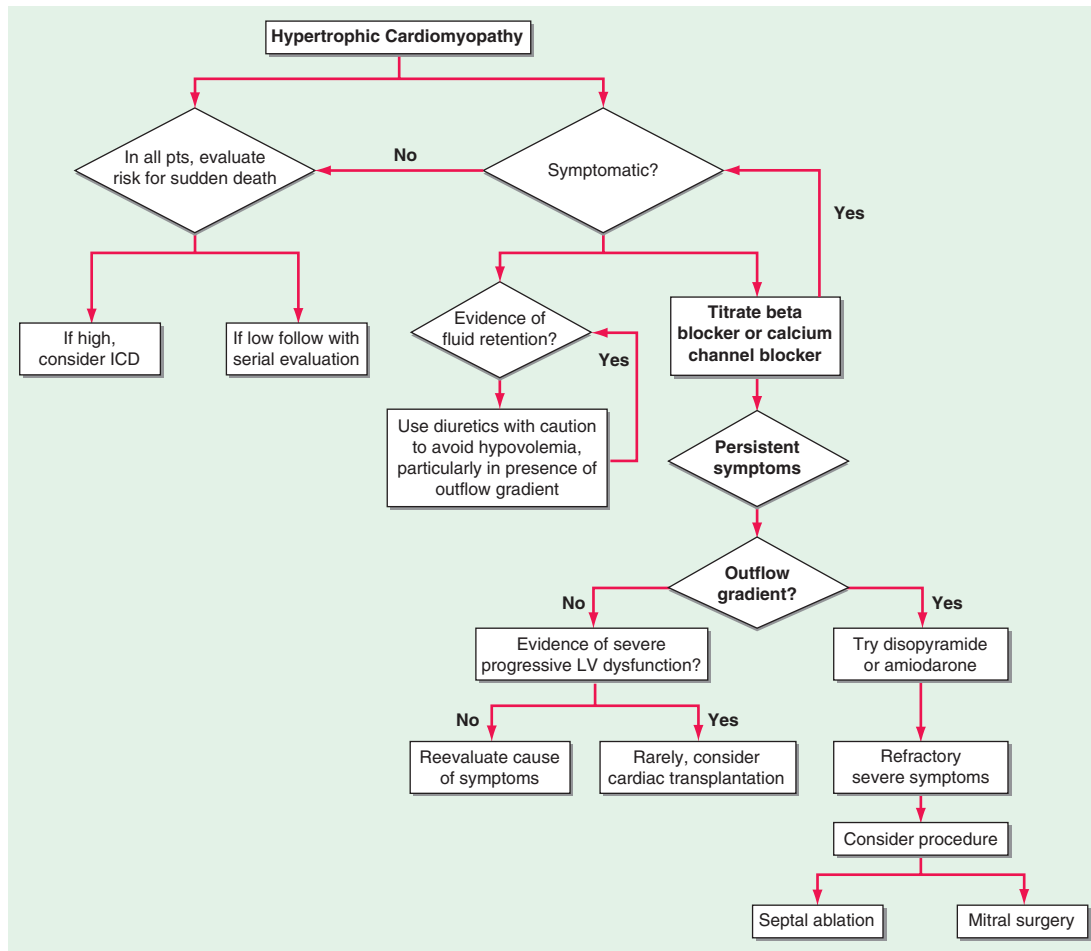 Hypertrophic Cardiomyopathy
In all pts, evaluate
risk for sudden death
No
Symptomatic?
Yes
If high,
consider ICD
If low follow with
serial evaluation
Evidence of
fluid retention?
Yes
Titrate beta
blocker or calcium
channel blocker
Use diuretics with caution
to avoid hypovolemia,
particularly in presence of
outflow gradient
Persistent
symptoms
Outflow
gradient?
No
Yes
Evidence of severe
progressive LV dysfunction?
Try disopyramide
or amiodarone
No
Yes
Reevaluate cause
of symptoms
Rarely, consider
cardiac transplantation
Refractory
severe symptoms
Consider procedure
Septal ablation
Mitral surgery